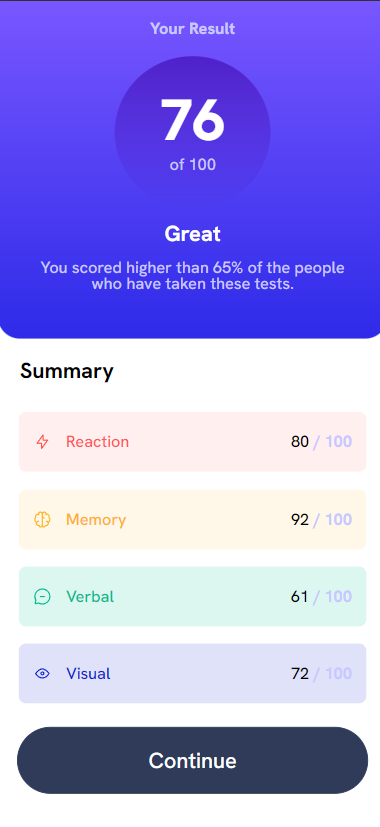 Your Result
76
of 100
Great
You scored higher than 65% of the people
who have taken these tests.
Summary
Reaction 80 / 100
Memory 92 / 100
Verbal 61 / 100
Visual 72 / 100
Continue